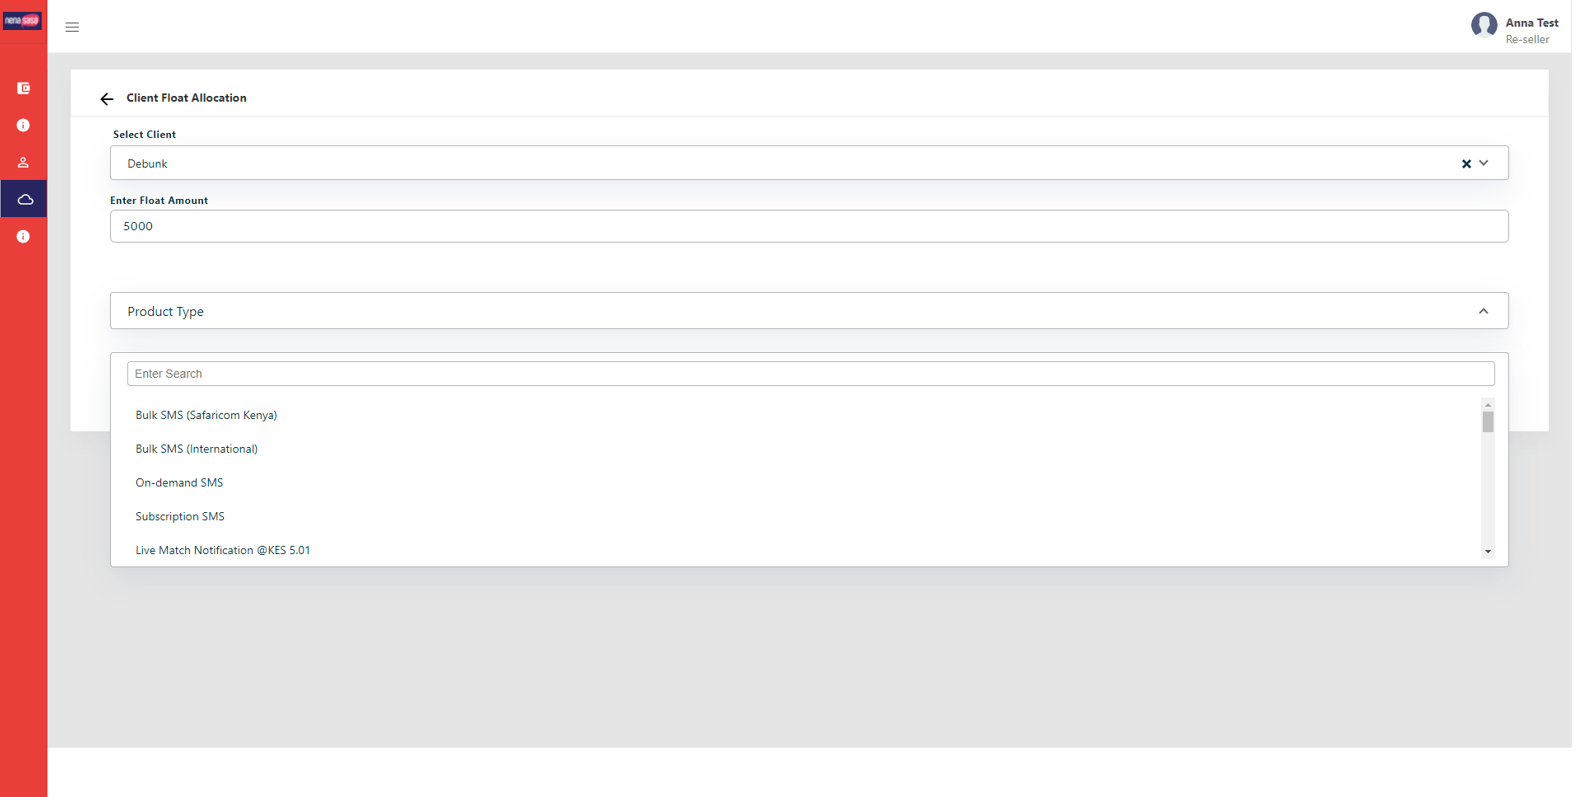 nena sasa
Anna Test
Re-seller
Client Float Allocation
Select Client
Debunk
Enter Float Amount
5000
Product Type
Enter Search
Bulk SMS (Safaricom Kenya)
Bulk SMS (International)
On-demand SMS
Subscription SMS
Live Match Notification @KES 5.01